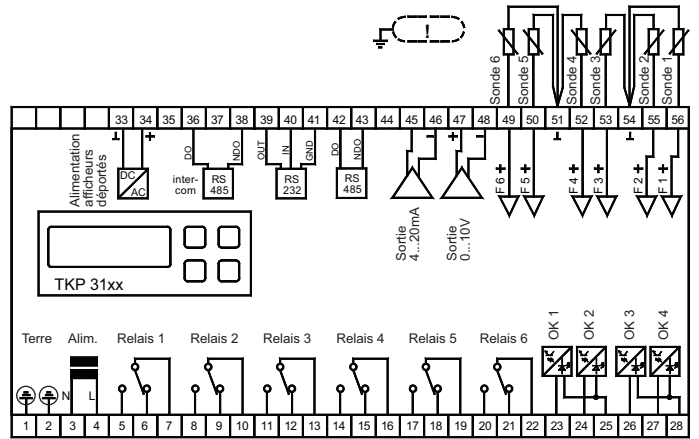 !
Sonde 6
Sonde 5
Sonde 4
Sonde 3
Sonde 2
Sonde 1
33 34 35 36 37 38 39 40 41 42 43 44 45 46 47 48 49 50 51 52 53 54 55 56
Alimentation
afficheurs
déportés
DC
AC
DO
NDO
inter-
com
RS
485
OUT
IN
GND
RS
232
DO
NDO
RS
485
Sortie
4...20mA
Sortie
0...10V
F 6 +
F 5 +
F 4 +
F 3 +
F 2 +
F 1 +
TKP 31xx
Terre
Alim.
Relais 1
Relais 2
Relais 3
Relais 4
Relais 5
Relais 6
OK 1
OK 2
OK 3
OK 4
N
L
1 2 3 4 5 6 7 8 9 10 11 12 13 14 15 16 17 18 19 20 21 22 23 24 25 26 27 28